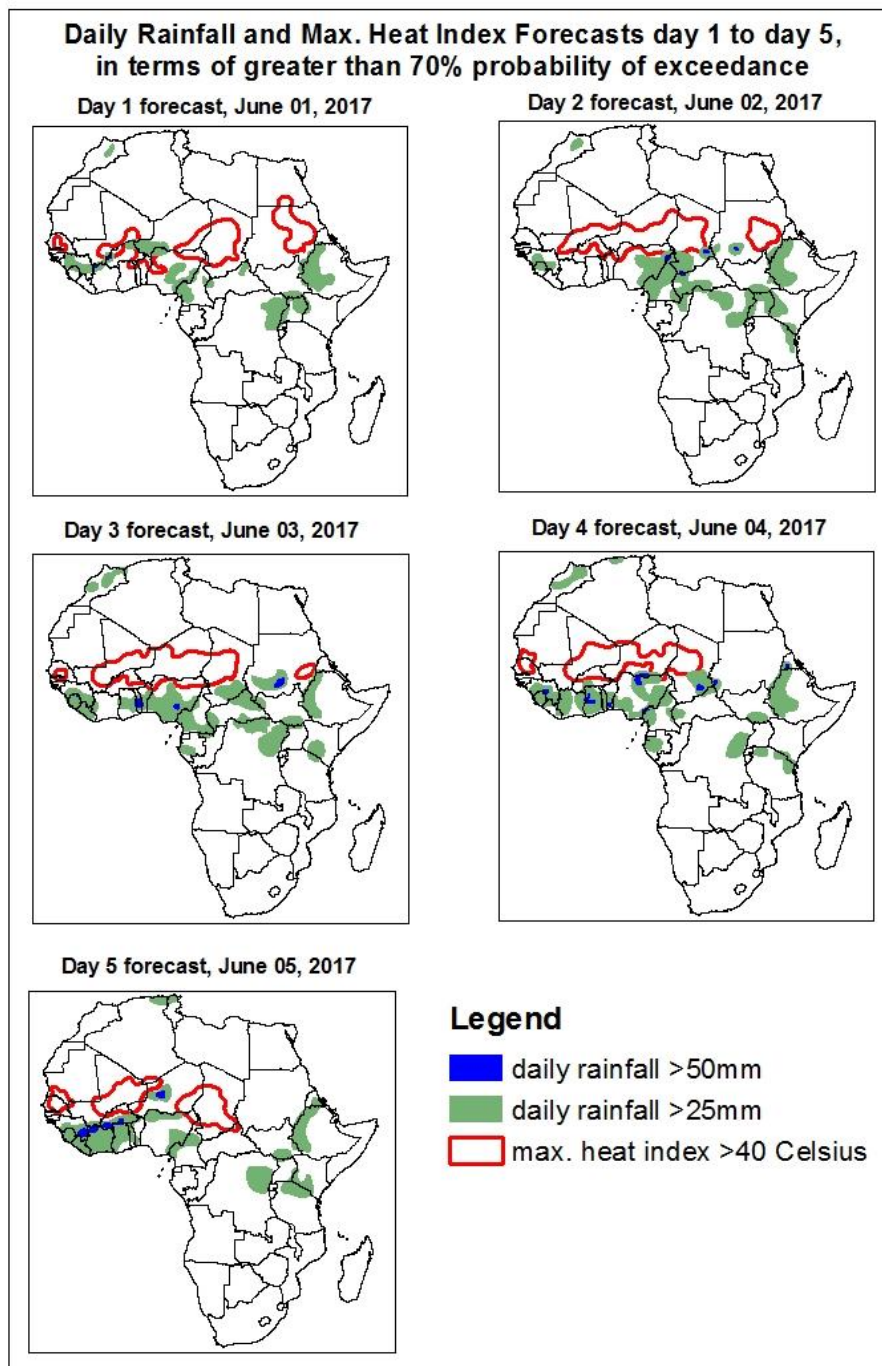 Daily Rainfall and Max. Heat Index Forecasts day 1 to day 5,
in terms of greater than 70% probability of exceedance
Day 1 forecast, June 01, 2017
Day 2 forecast, June 02, 2017
Day 3 forecast, June 03, 2017
Day 4 forecast, June 04, 2017
Day 5 forecast, June 05, 2017
Legend
daily rainfall >50mm
daily rainfall >25mm
max. heat index >40 Celsius